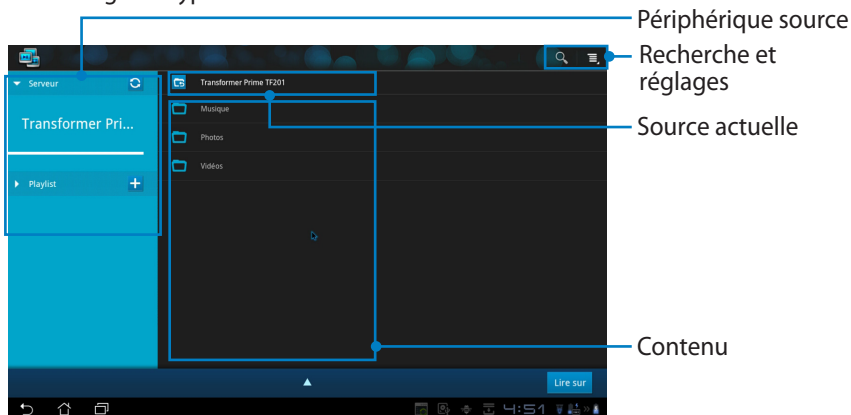 Périphérique source
Recherche et
réglages
Serveur
Transformer Prime TF201
Musique
Transformer Pri...
Source actuelle
Photos
Vidéos
Playlist
Contenu
Lire sur
4:51